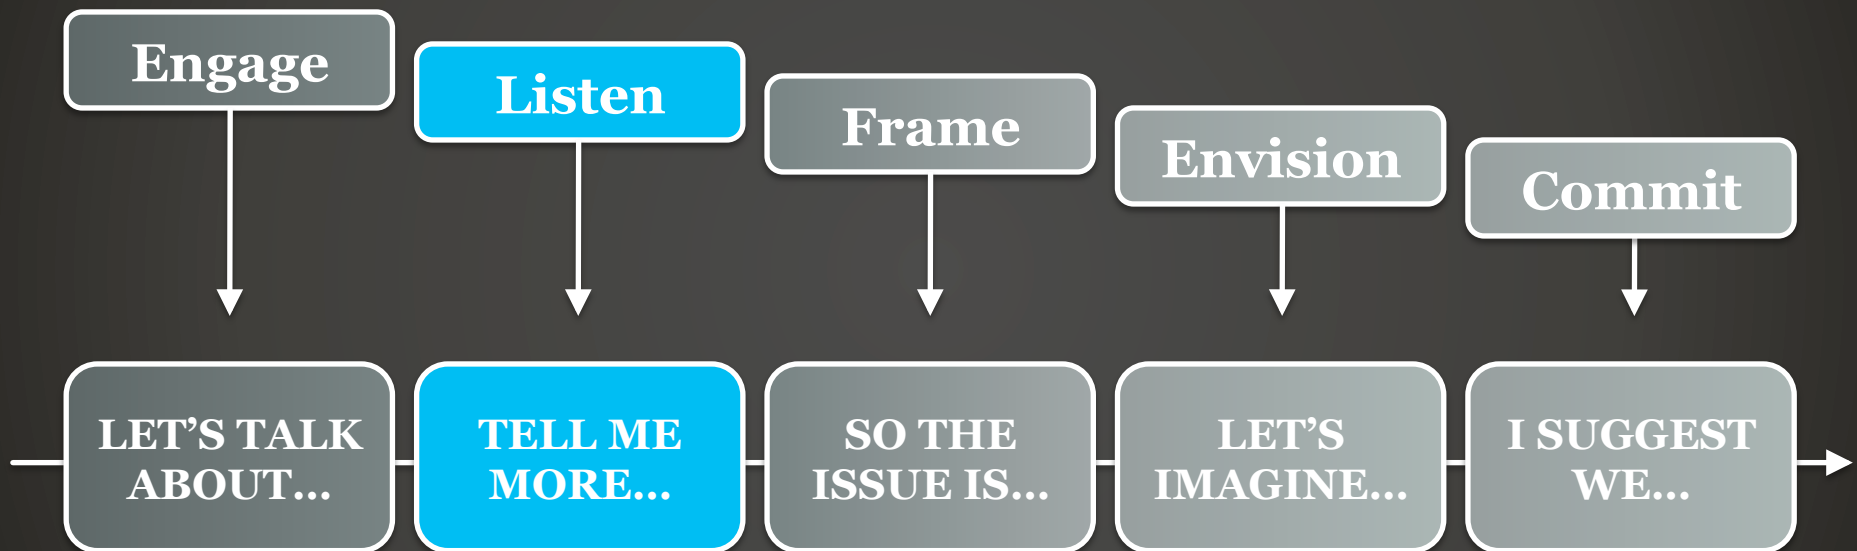 Engage
Listen
Frame
Envision
Commit
LET’S TALK
ABOUT…
TELL ME
MORE…
SO THE
ISSUE IS…
LET’S
IMAGINE…
I SUGGEST
WE…